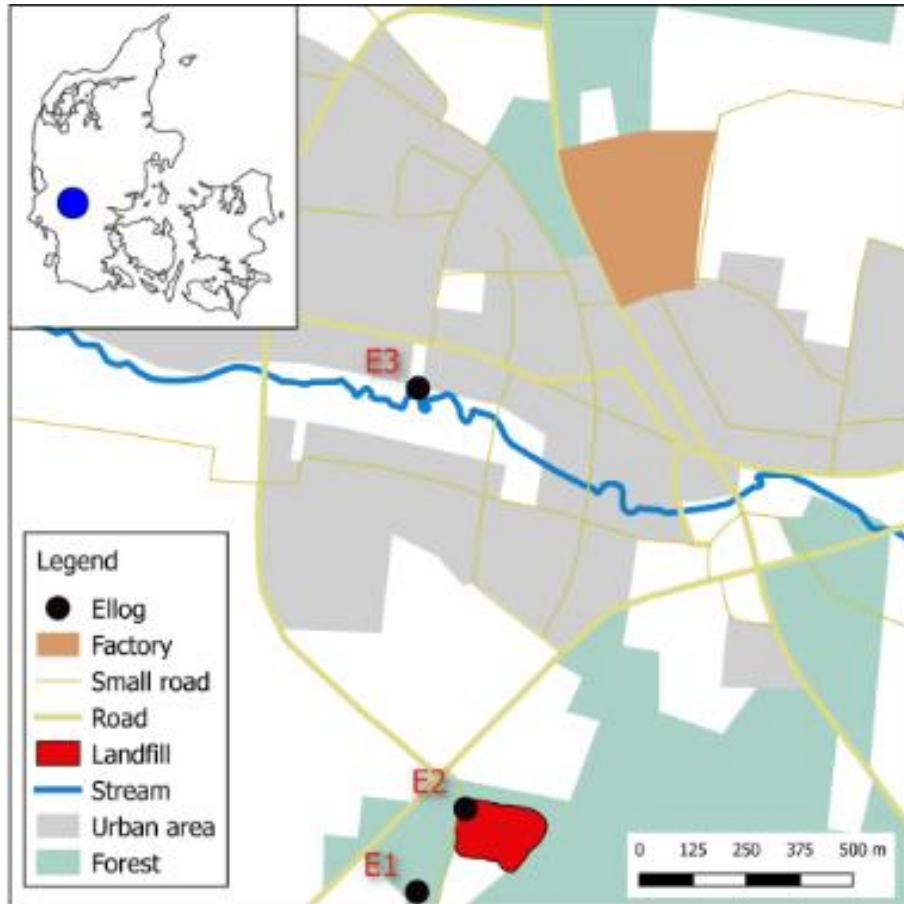 E3
Legend
Ellog
Factory
Small road
Road
Landfill
Stream
Urban area
Forest
E2
E1
0 125 250 375 500 m